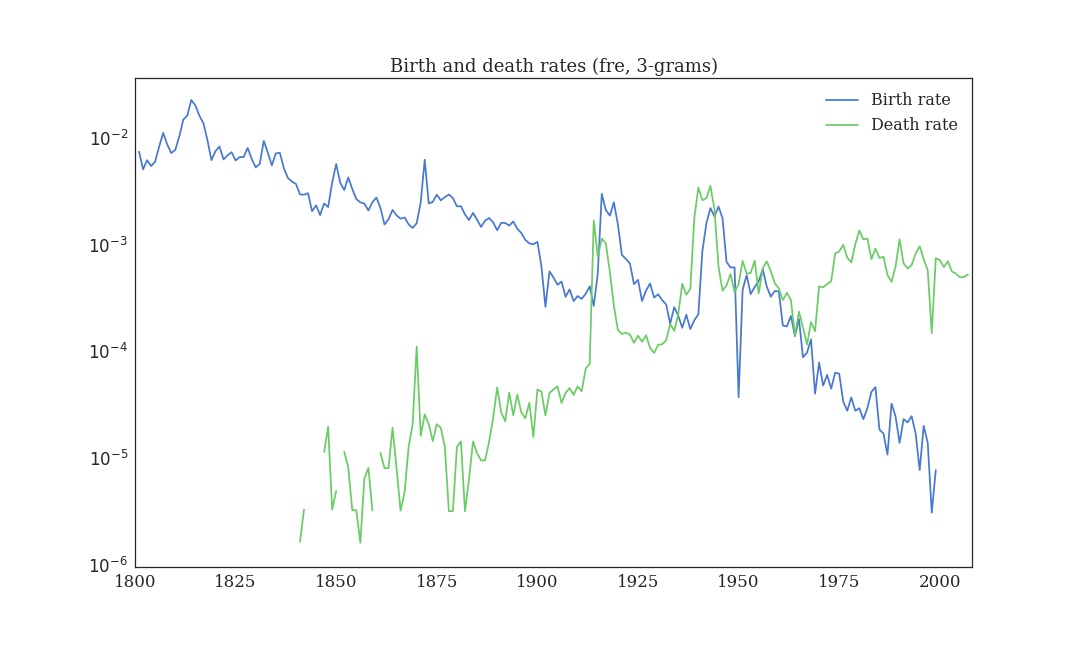 Birth and death rates (fre, 3-grams)
Birth rate
Death rate
10⁻²
10⁻³
10⁻⁴
10⁻⁵
10⁻⁶
1800 1825 1850 1875 1900 1925 1950 1975 2000